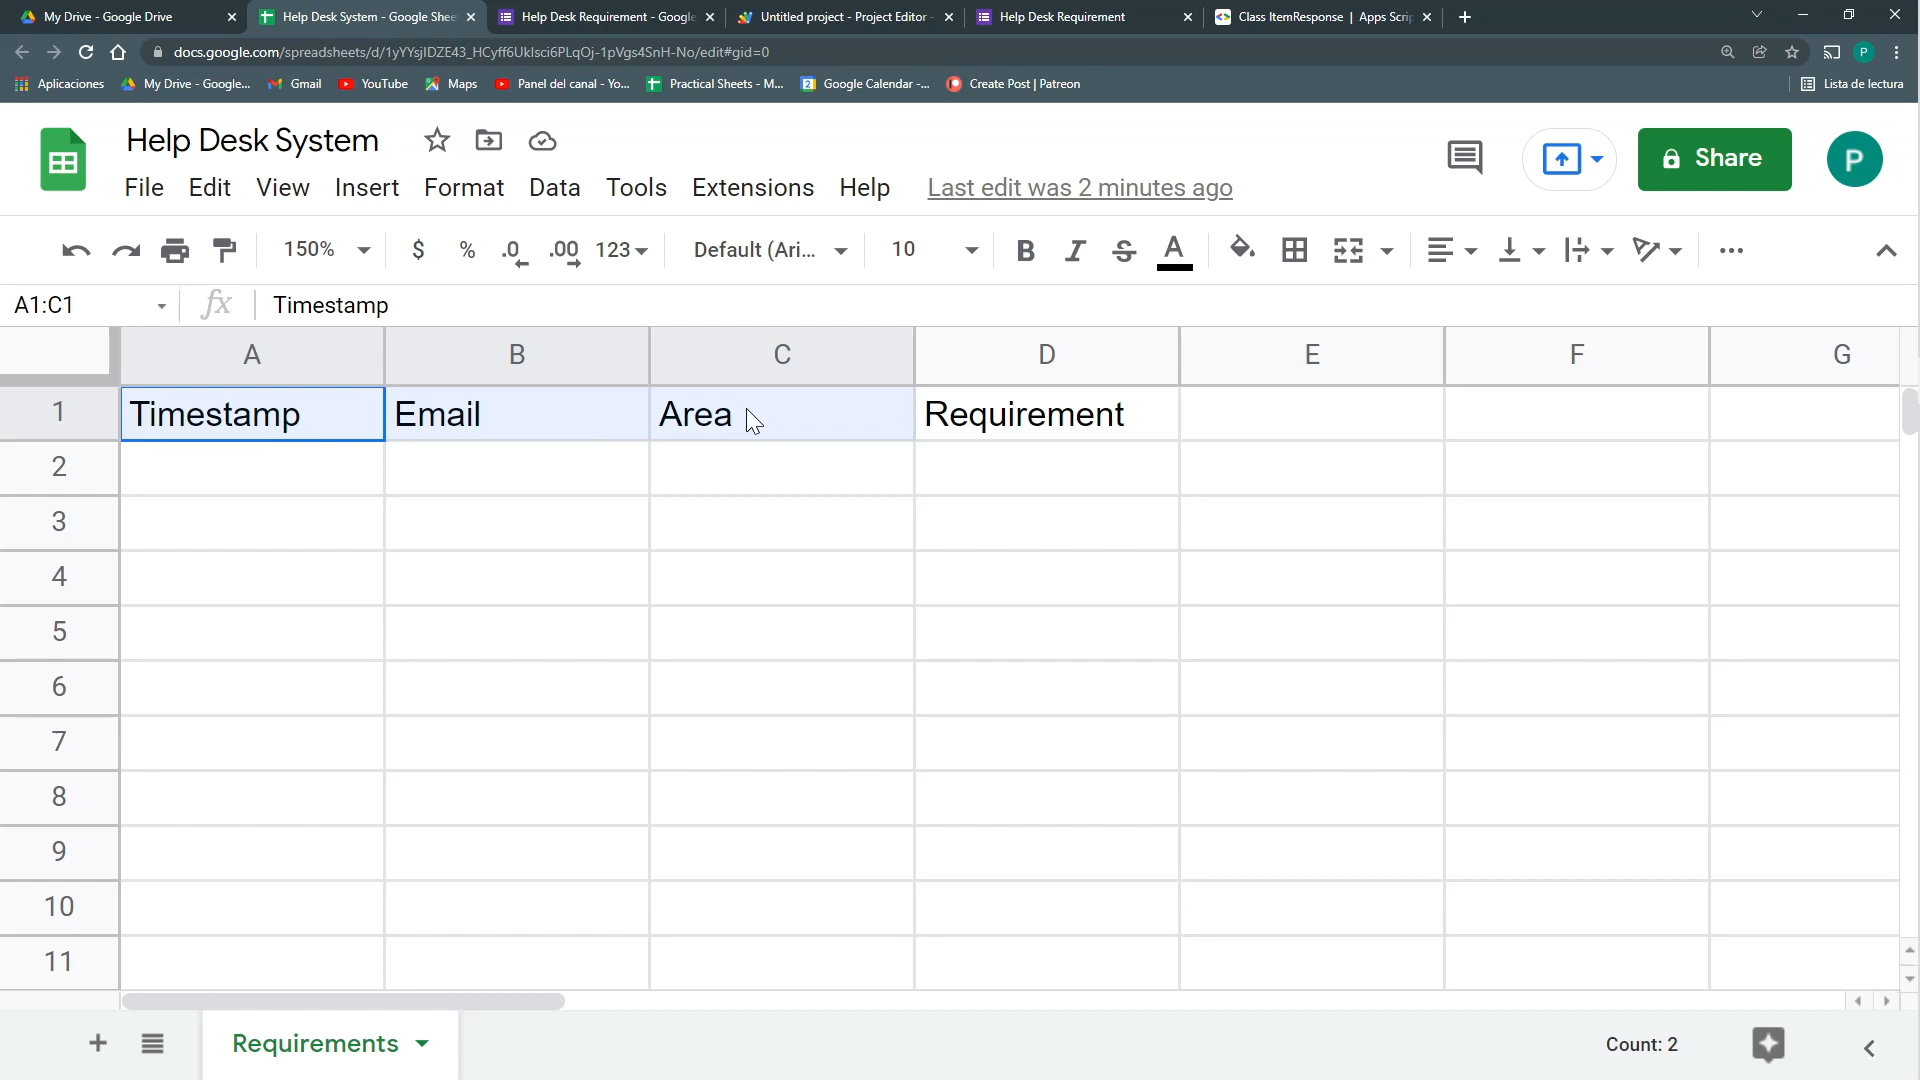 My Drive - Google Drive
Help Desk System - Google Shee
Help Desk Requirement - Google
Untitled project - Project Editor -
Help Desk Requirement
Class ItemResponse | Apps Scrip
docs.google.com/spreadsheets/d/1yYYsjIDZE43_HCyff6UkIsci6PLqOj-1pVgs4SnH-No/edit#gid=0
P
Aplicaciones
My Drive - Google...
Gmail
YouTube
Maps
Panel del canal - Yo...
Practical Sheets - M...
Google Calendar -...
Create Post | Patreon
Lista de lectura
Help Desk System
Share
P
File Edit View Insert Format Data Tools Extensions Help Last edit was 2 minutes ago
150% $ % .0 .00 123 Default (Ari... 10 B I S A
A1:C1 fx Timestamp
A B C D E F G
1 Timestamp Email Area Requirement
2
3
4
5
6
7
8
9
10
11
Requirements Count: 2